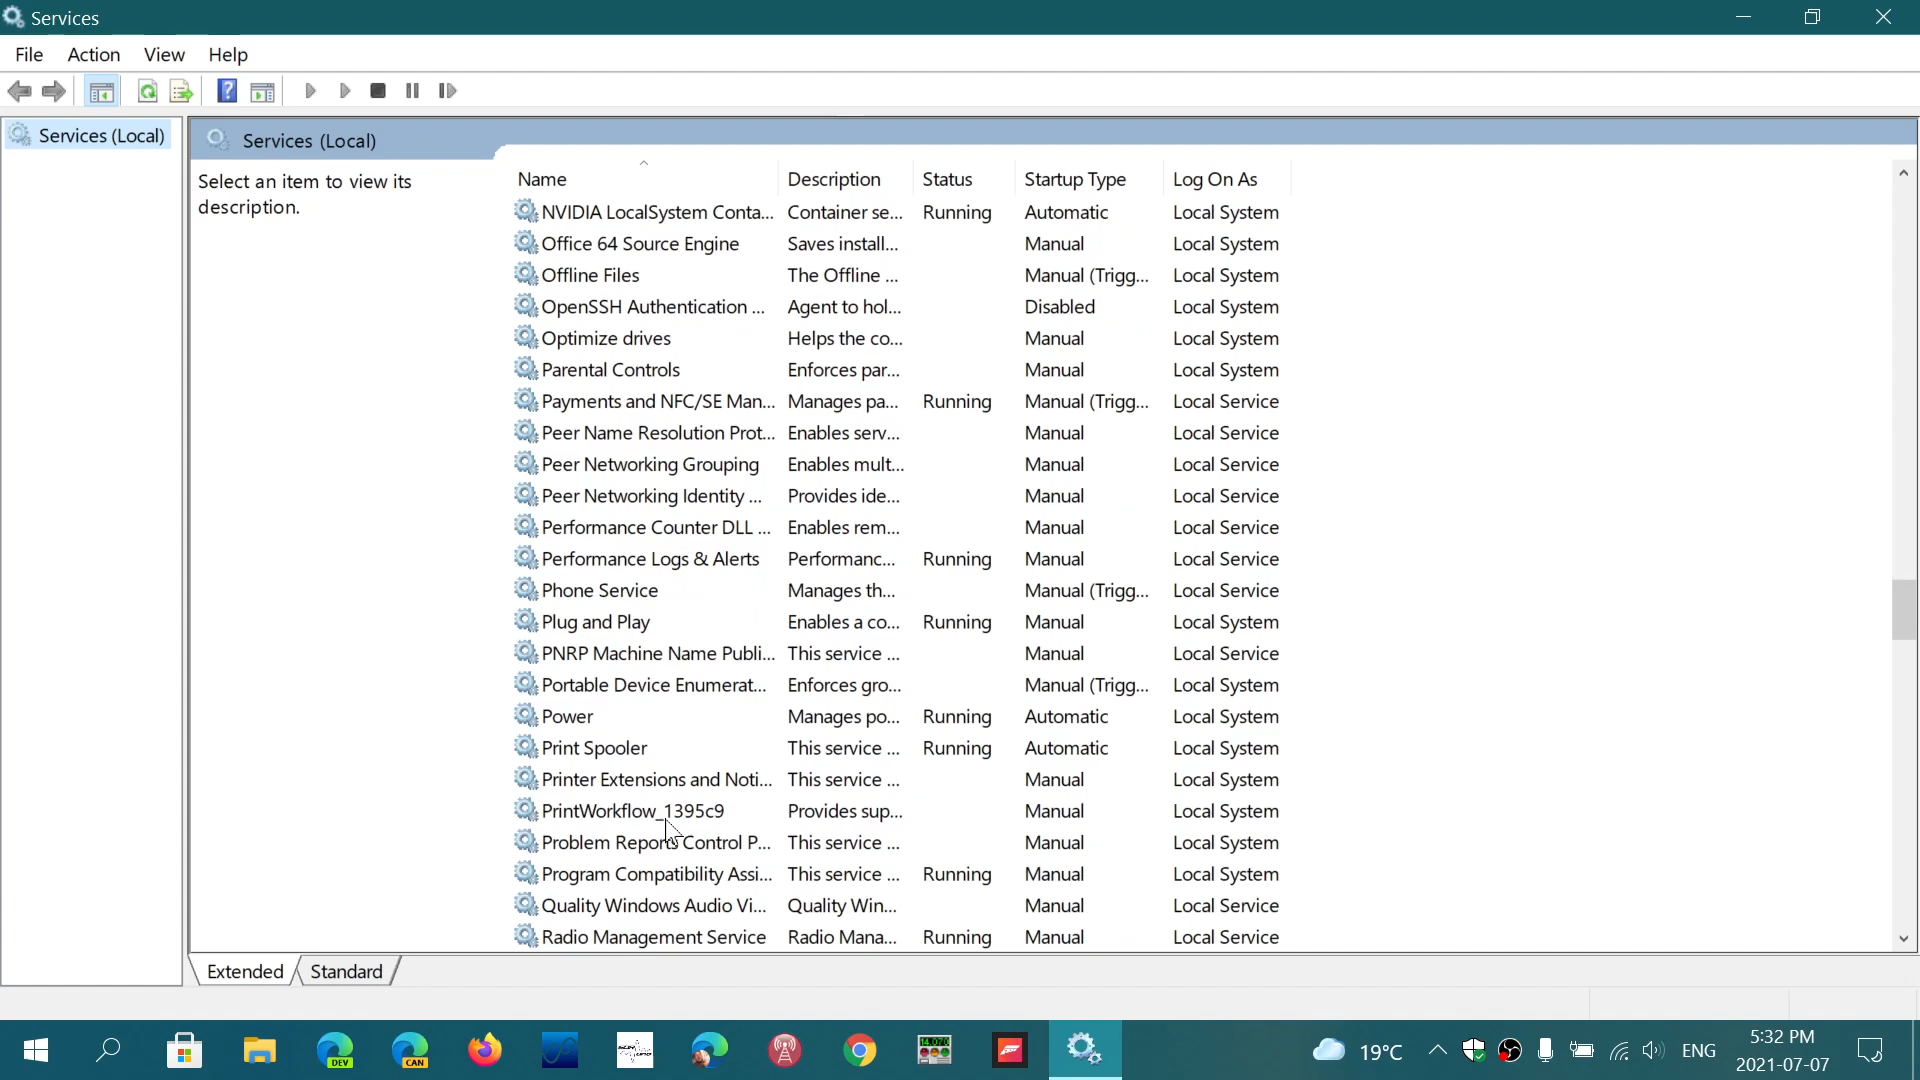 Services
File Action View Help
Services (Local)
Services (Local)
Select an item to view its
description.
Name Description Status Startup Type Log On As
NVIDIA LocalSystem Conta... Container se... Running Automatic Local System
Office 64 Source Engine Saves install... Manual Local System
Offline Files The Offline ... Manual (Trigg... Local System
OpenSSH Authentication ... Agent to hol... Disabled Local System
Optimize drives Helps the co... Manual Local System
Parental Controls Enforces par... Manual Local System
Payments and NFC/SE Man... Manages pa... Running Manual (Trigg... Local Service
Peer Name Resolution Prot... Enables serv... Manual Local Service
Peer Networking Grouping Enables mult... Manual Local Service
Peer Networking Identity ... Provides ide... Manual Local Service
Performance Counter DLL ... Enables rem... Manual Local Service
Performance Logs & Alerts Performanc... Running Manual Local Service
Phone Service Manages th... Manual (Trigg... Local Service
Plug and Play Enables a co... Running Manual Local System
PNRP Machine Name Publi... This service ... Manual Local Service
Portable Device Enumerat... Enforces gro... Manual (Trigg... Local System
Power Manages po... Running Automatic Local System
Print Spooler This service ... Running Automatic Local System
Printer Extensions and Noti... This service ... Manual Local System
PrintWorkflow_1395c9 Provides sup... Manual Local System
Problem Report Control P... This service ... Manual Local System
Program Compatibility Assi... This service ... Running Manual Local System
Quality Windows Audio Vi... Quality Win... Manual Local Service
Radio Management Service Radio Mana... Running Manual Local Service
Extended Standard
DEV CAN 19°C ENG 5:32 PM
2021-07-07